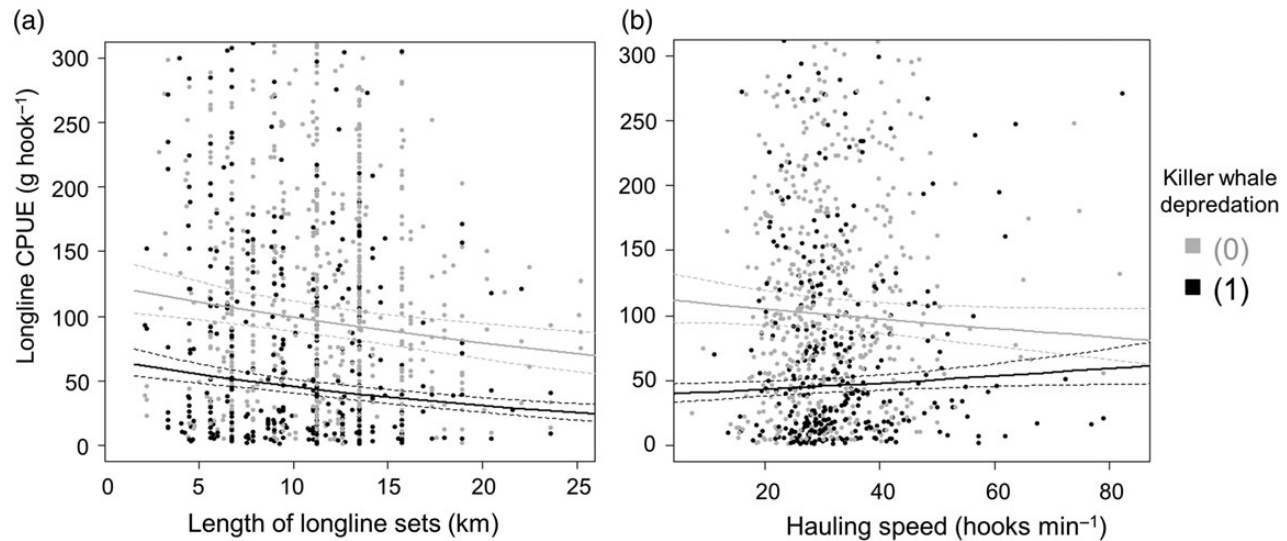 (a)
(b)
Longline CPUE (g hook⁻¹)
300
250
200
150
100
50
0
0 5 10 15 20 25
Length of longline sets (km)
300
250
200
150
100
50
0
20 40 60 80
Hauling speed (hooks min⁻¹)
Killer whale
depredation
(0)
(1)